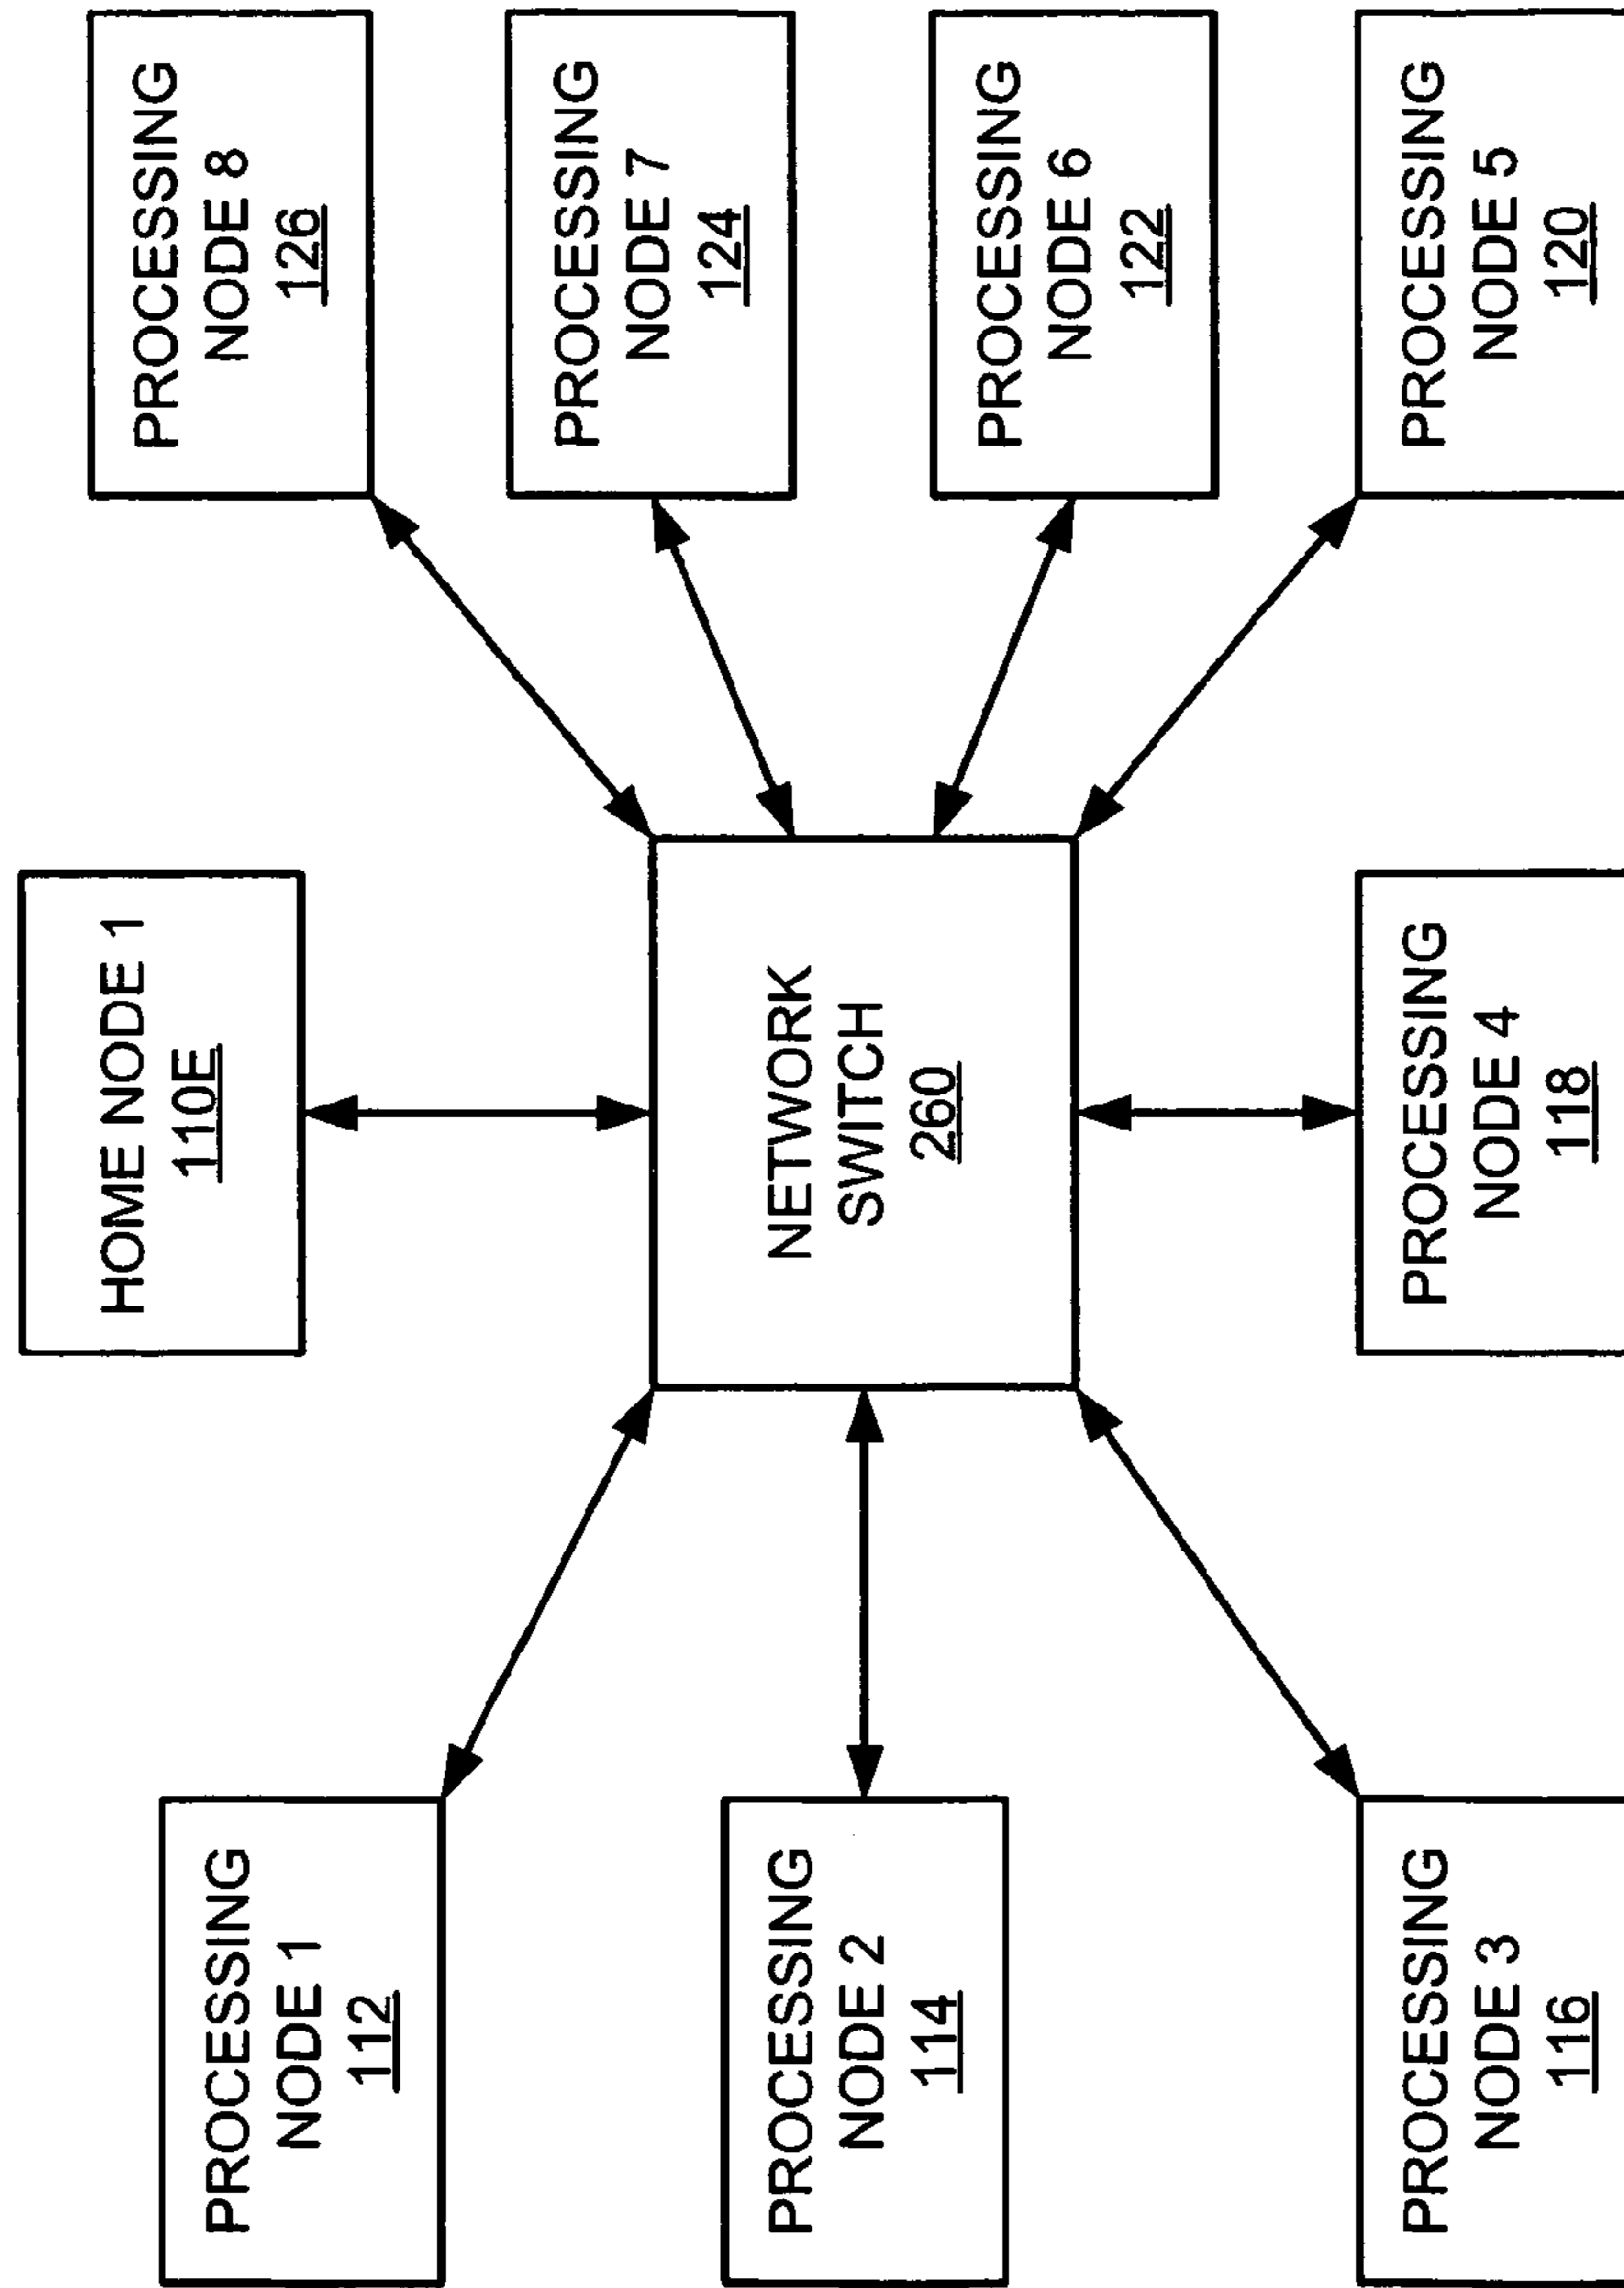 HOME NODE 1
110E
PROCESSING
NODE 1
112
PROCESSING
NODE 2
114
PROCESSING
NODE 3
116
NETWORK
SWITCH
260
PROCESSING
NODE 4
118
PROCESSING
NODE 8
126
PROCESSING
NODE 7
124
PROCESSING
NODE 6
122
PROCESSING
NODE 5
120